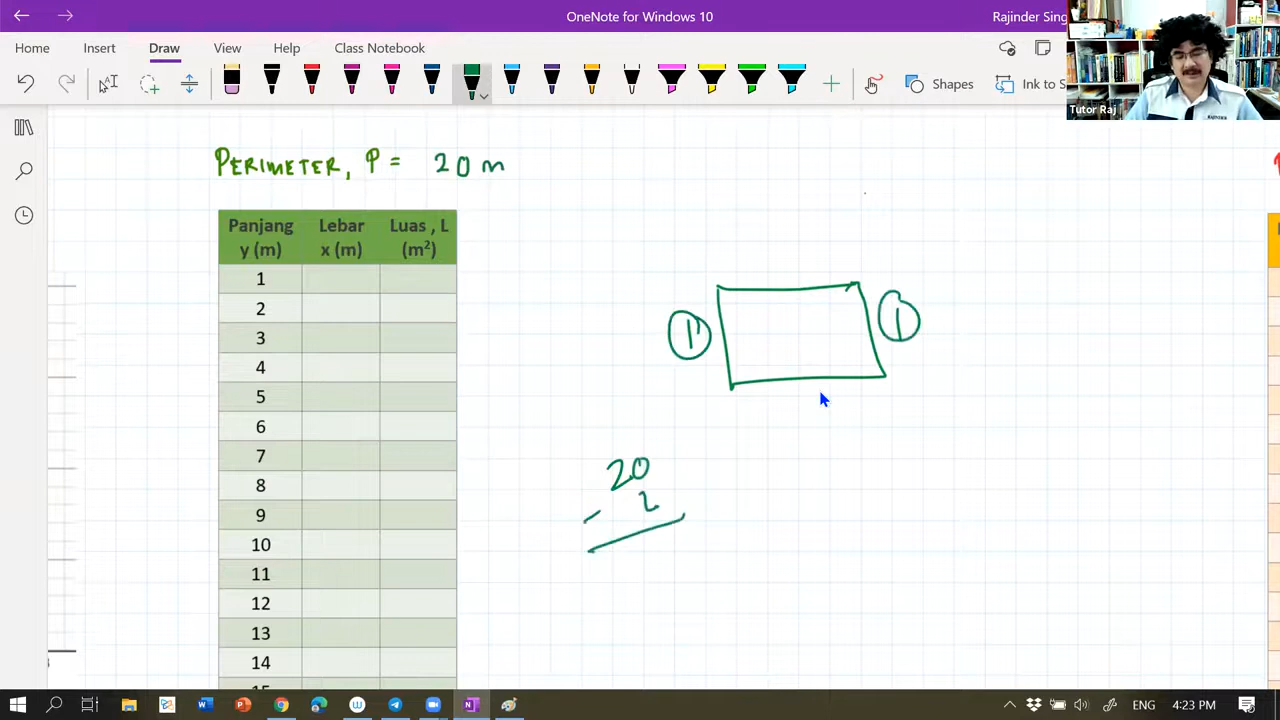 OneNote for Windows 10
Rajinder Sing
Home Insert Draw View Help Class Notebook
Shapes
Ink to S
Tutor Raj
PERIMETER, P = 20 m
Panjang y (m) Lebar x (m) Luas , L (m²)
1
2
3
4
5
6
7
8
9
10
11
12
13
14
1 1
20
- 2
ENG 4:23 PM